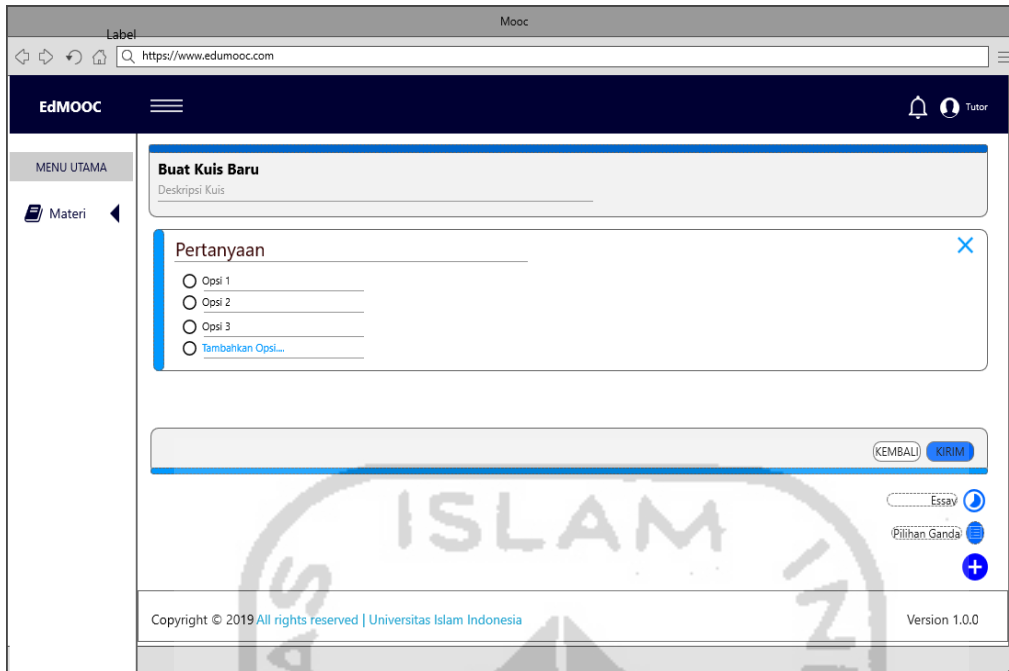 Mooc
Label
https://www.edumooc.com
EdMOOC
Tutor
MENU UTAMA
Materi
Buat Kuis Baru
Deskripsi Kuis
Pertanyaan
Opsi 1
Opsi 2
Opsi 3
Tambahkan Opsi....
KEMBALI
KIRIM
Essay
Pilihan Ganda
ISLAM
Copyright © 2019 All rights reserved | Universitas Islam Indonesia
Version 1.0.0